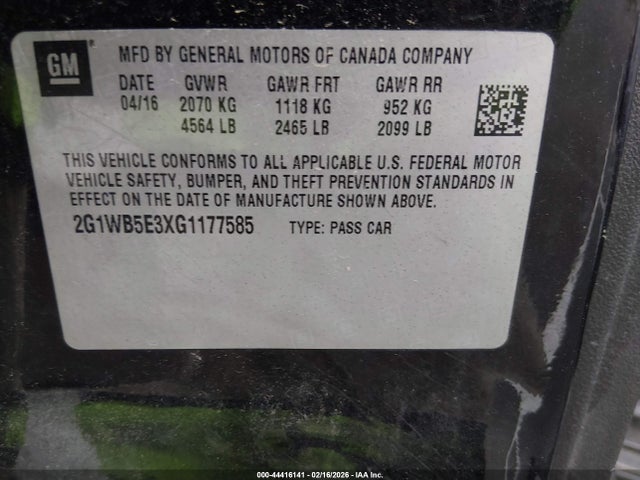 GM
MFD BY GENERAL MOTORS OF CANADA COMPANY
DATE GVWR GAWR FRT GAWR RR
04/16 2070 KG 1118 KG 952 KG
4564 LB 2465 LB 2099 LB
THIS VEHICLE CONFORMS TO ALL APPLICABLE U.S. FEDERAL MOTOR
VEHICLE SAFETY, BUMPER, AND THEFT PREVENTION STANDARDS IN
EFFECT ON THE DATE OF MANUFACTURE SHOWN ABOVE.
2G1WB5E3XG1177585 TYPE: PASS CAR
000-44416141 - 02/16/2026 - IAA Inc.